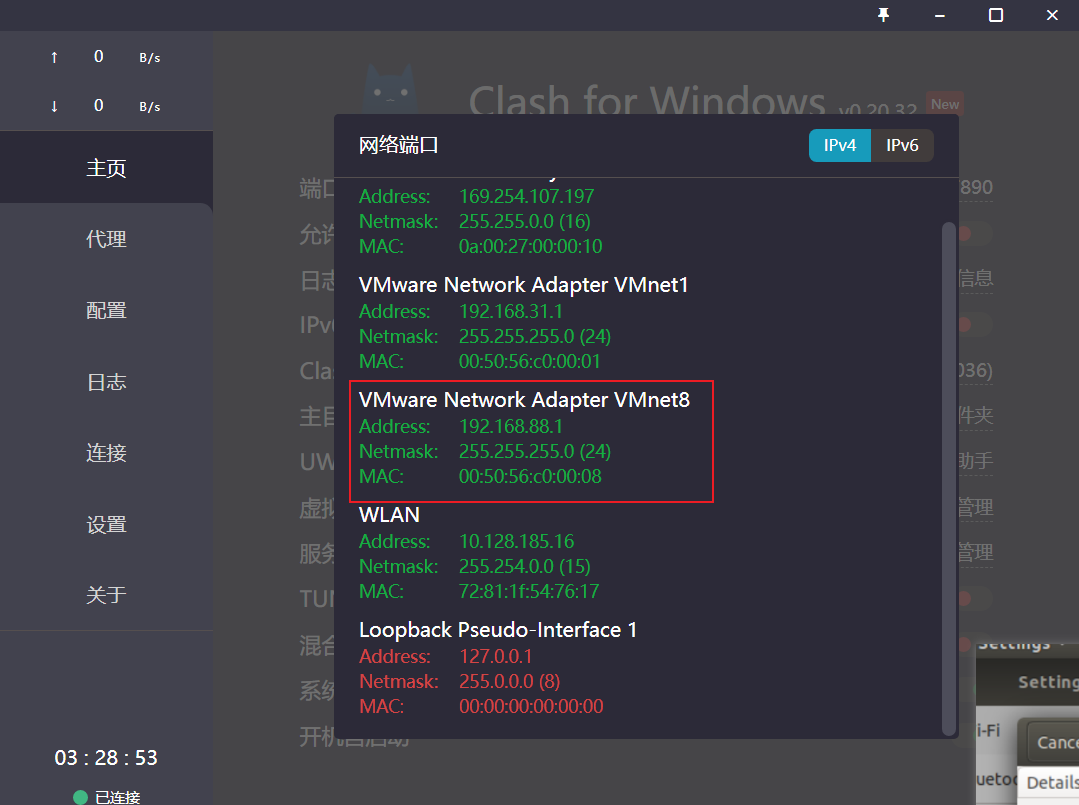 ↑ 0 B/s
↓ 0 B/s
主页
代理
配置
日志
连接
设置
关于
03 : 28 : 53
已连接
Clash for Windows v0.20.32 New
网络端口 IPv4 IPv6
Address: 169.254.107.197
Netmask: 255.255.0.0 (16)
MAC: 0a:00:27:00:00:10
VMware Network Adapter VMnet1
Address: 192.168.31.1
Netmask: 255.255.255.0 (24)
MAC: 00:50:56:c0:00:01
VMware Network Adapter VMnet8
Address: 192.168.88.1
Netmask: 255.255.255.0 (24)
MAC: 00:50:56:c0:00:08
WLAN
Address: 10.128.185.16
Netmask: 255.254.0.0 (15)
MAC: 72:81:1f:54:76:17
Loopback Pseudo-Interface 1
Address: 127.0.0.1
Netmask: 255.0.0.0 (8)
MAC: 00:00:00:00:00:00
端口
890
允许
日志
信息
IPv
Cla
036)
主目
件夹
UW
助手
虚拟
管理
服务
管理
TUN
混合
系统
开机自启动
Settings
Setting
i-Fi
Cance
uetoo
Details